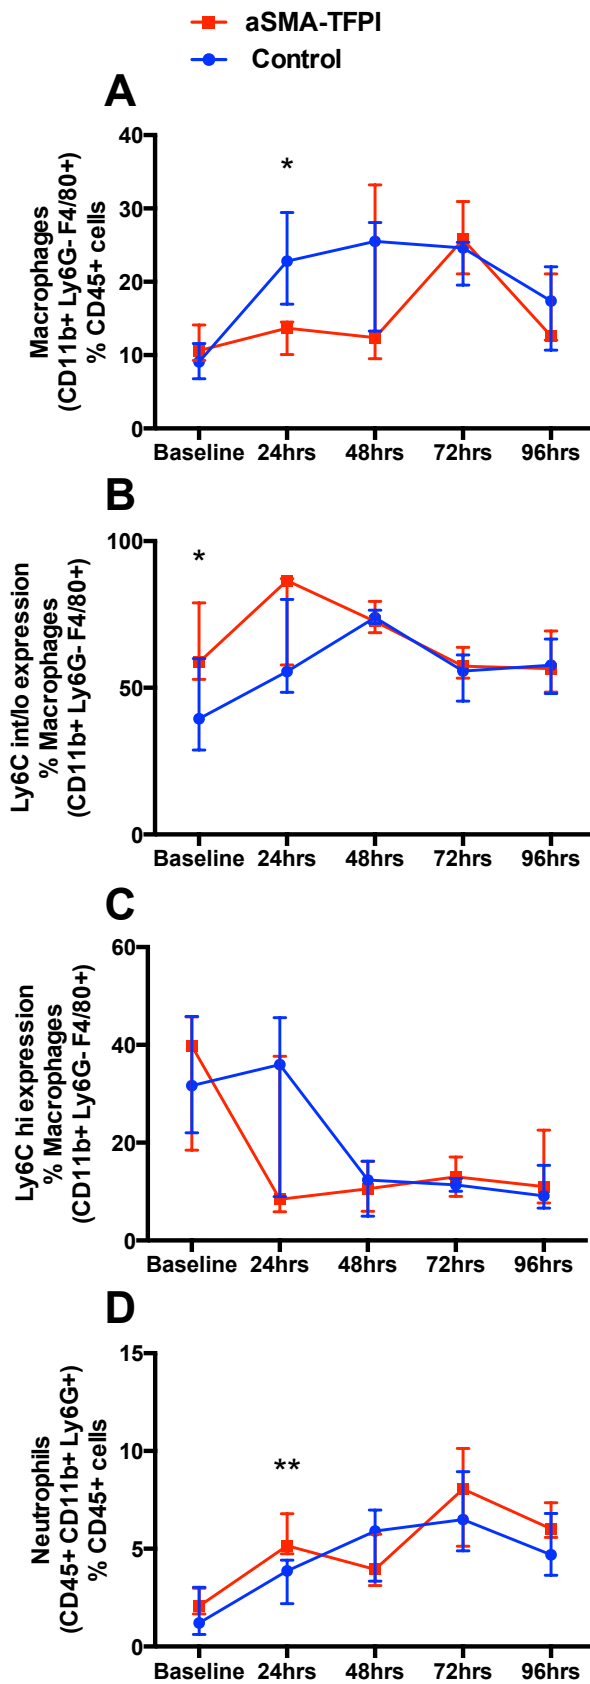 aSMA-TFPI
Control
A
Macrophages
(CD11b+ Ly6G- F4/80+)
% CD45+ cells
40
30
20
10
0
*
Baseline 24hrs 48hrs 72hrs 96hrs
B
Ly6C int/lo expression
% Macrophages
(CD11b+ Ly6G- F4/80+)
100
50
0
*
Baseline 24hrs 48hrs 72hrs 96hrs
C
Ly6C hi expression
% Macrophages
(CD11b+ Ly6G- F4/80+)
60
40
20
0
Baseline 24hrs 48hrs 72hrs 96hrs
D
Neutrophils
(CD45+ CD11b+ Ly6G+)
% CD45+ cells
15
10
5
0
**
Baseline 24hrs 48hrs 72hrs 96hrs